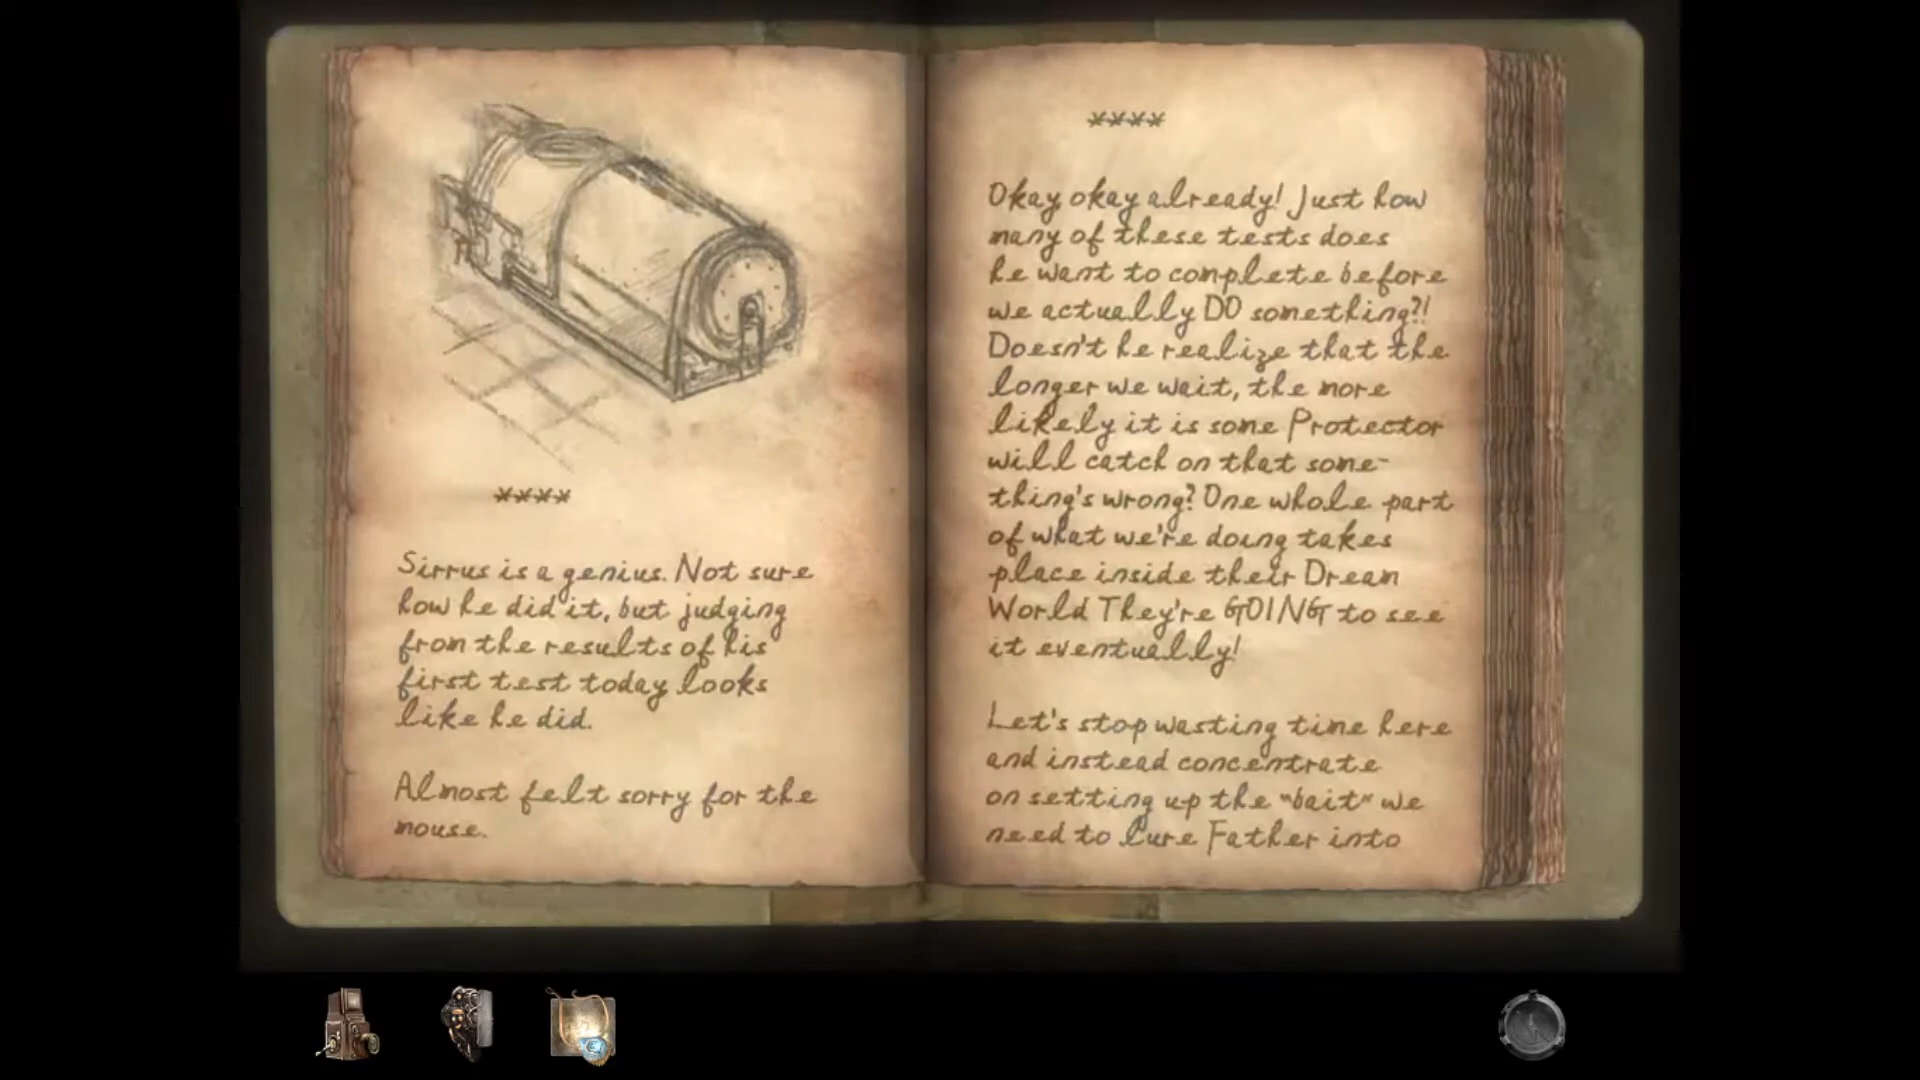 ****
Sirrus is a genius. Not sure
how he did it, but judging
from the results of his
first test today looks
like he did.
Almost felt sorry for the
mouse.
****
Okay okay already! Just how
many of these tests does
he want to complete before
we actually DO something?!
Doesn't he realize that the
longer we wait, the more
likely it is some Protector
will catch on that some-
thing's wrong? One whole part
of what we're doing takes
place inside their Dream
World They're GOING to see
it eventually!
Let's stop wasting time here
and instead concentrate
on setting up the "bait" we
need to lure Father into